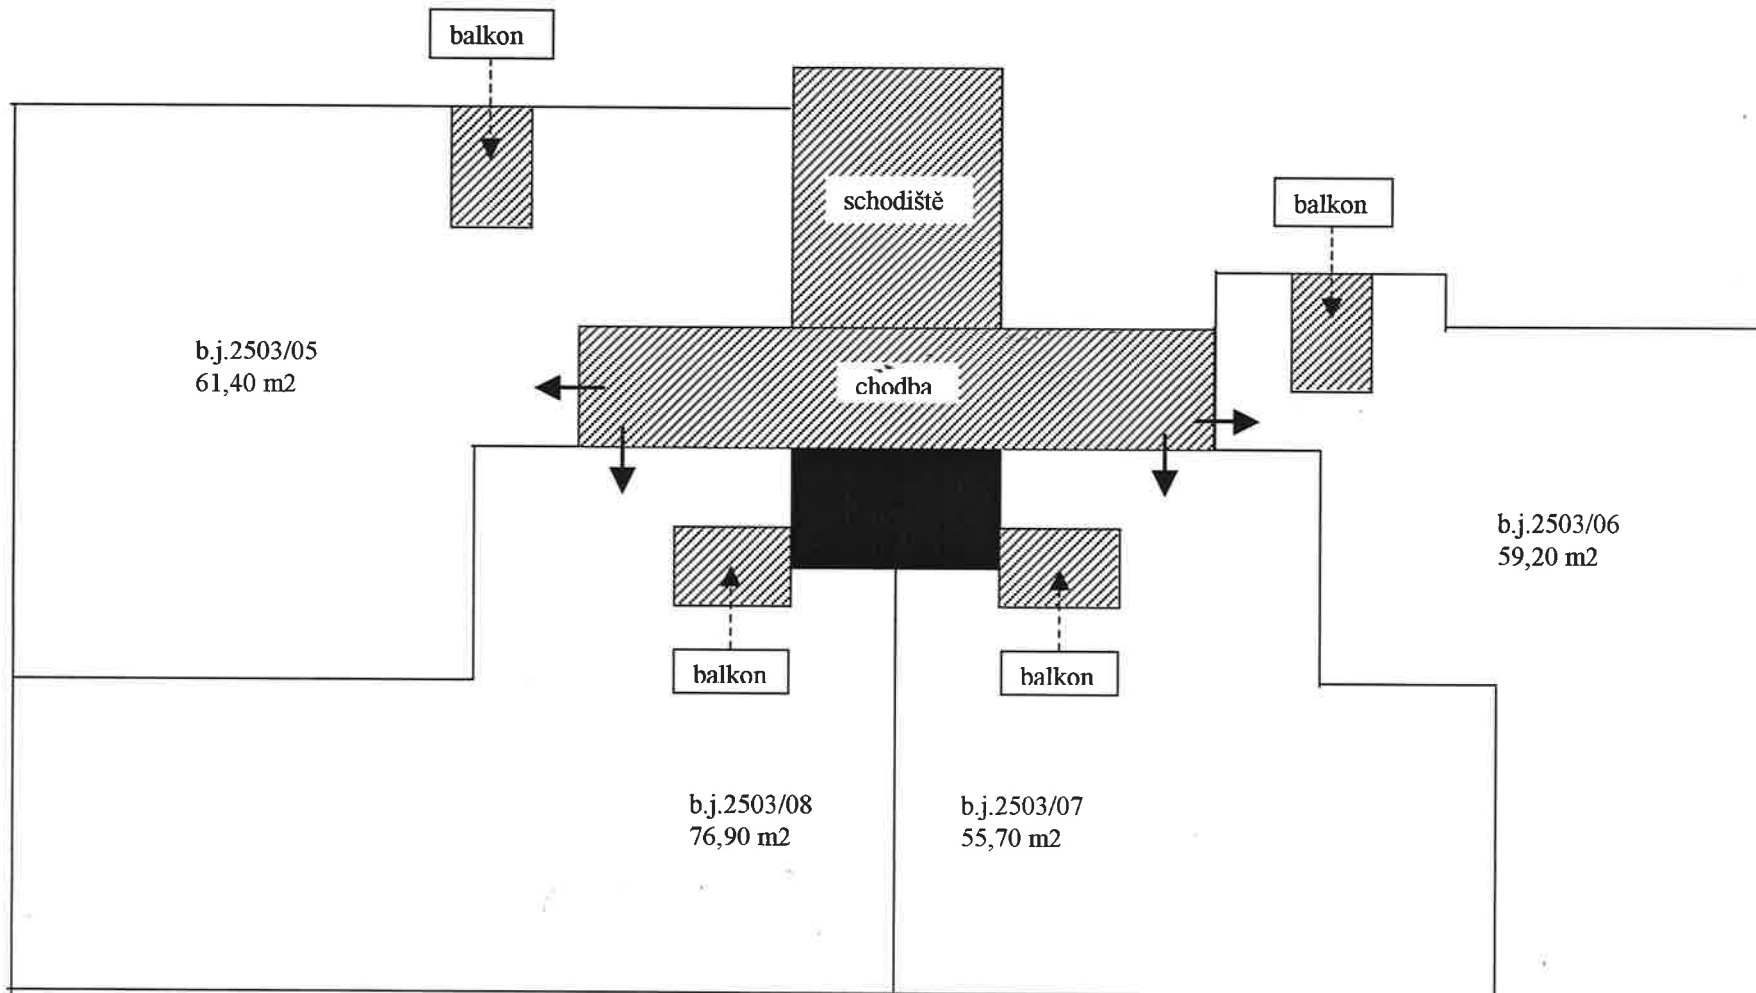 balkon
schodiště
balkon
b.j.2503/05
61,40 m2
chodba
b.j.2503/06
59,20 m2
balkon
balkon
b.j.2503/08
76,90 m2
b.j.2503/07
55,70 m2